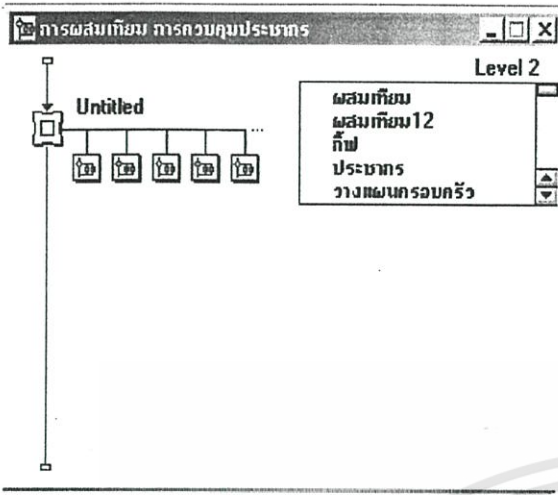 การผสมเทียม การควบคุมประชากร
Level 2
Untitled
ผสมเทียม
ผสมเทียม12
กิ๊ฟ
ประชากร
วางแผนครอบครัว